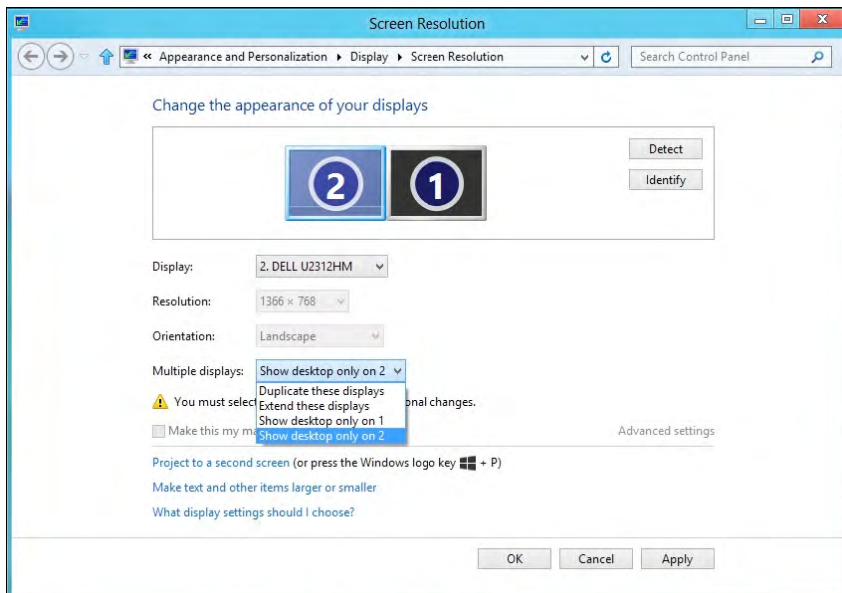 Screen Resolution
« Appearance and Personalization Display Screen Resolution Search Control Panel
Change the appearance of your displays
2 1
Detect
Identify
Display: 2. DELL U2312HM
Resolution: 1366 × 768
Orientation: Landscape
Multiple displays: Show desktop only on 2
Duplicate these displays
You must onal changes.
Extend these displays
Show desktop only on 1
Make this my Advanced settings
Show desktop only on 2
Project to a second screen (or press the Windows logo key + P)
Make text and other items larger or smaller
What display settings should I choose?
OK Cancel Apply